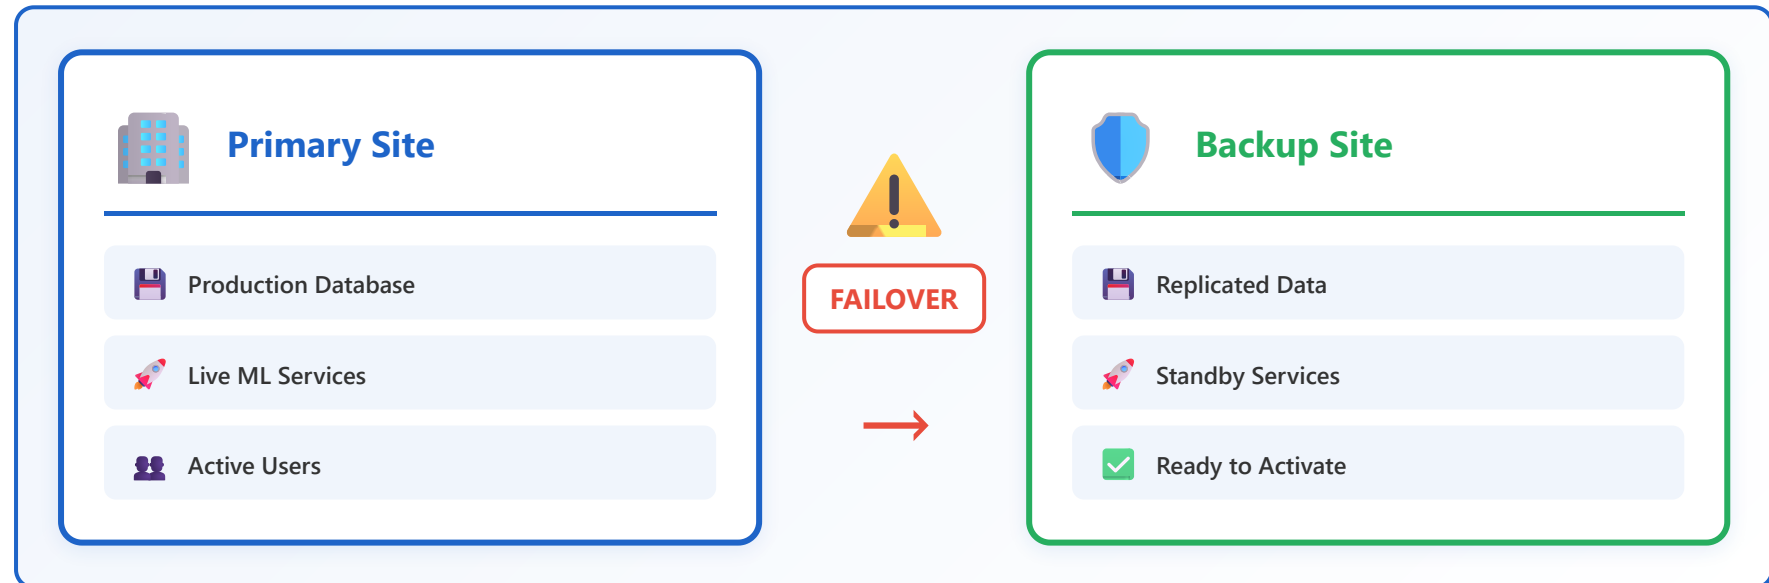 Primary Site
Production Database
Live ML Services
Active Users
FAILOVER
→
Backup Site
Replicated Data
Standby Services
Ready to Activate